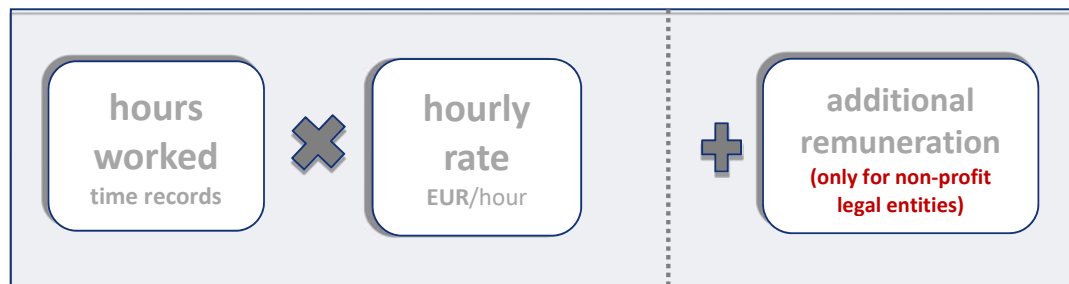 hours
worked
time records
hourly
rate
EUR/hour
additional
remuneration
(only for non-profit
legal entities)